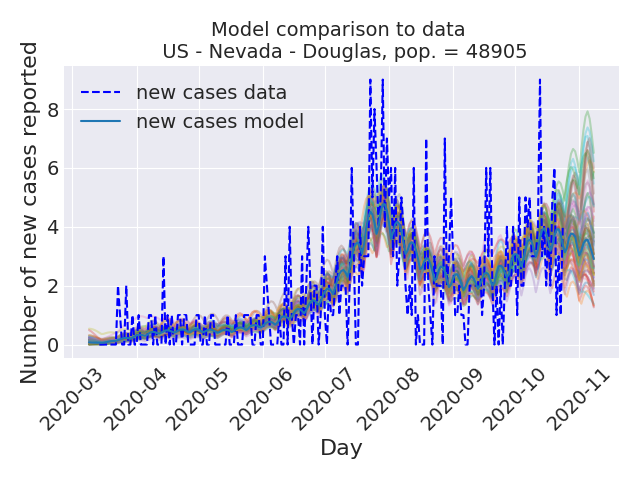 Model comparison to data
US - Nevada - Douglas, pop. = 48905
Number of new cases reported
8
6
4
2
0
new cases data
new cases model
2020-03
2020-04
2020-05
2020-06
2020-07
2020-08
2020-09
2020-10
2020-11
Day